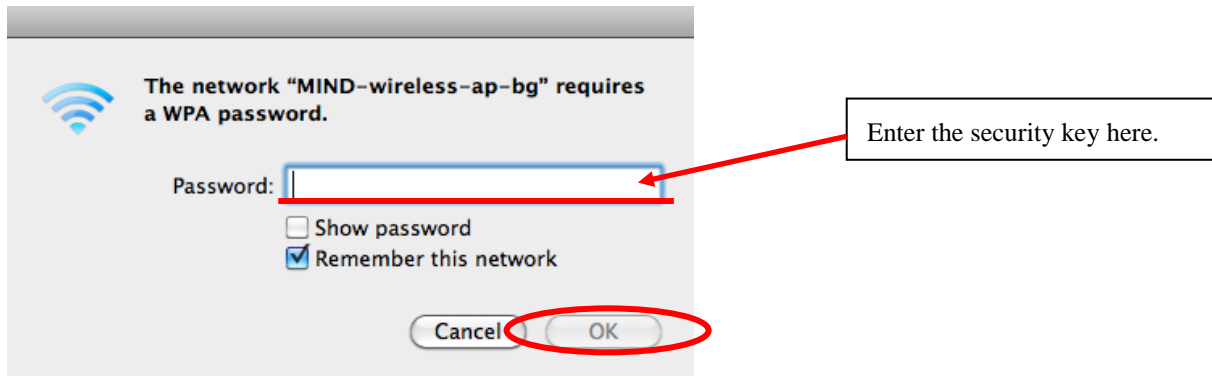 The network “MIND-wireless-ap-bg” requires
a WPA password.
Enter the security key here.
Password:
Show password
Remember this network
Cancel
OK